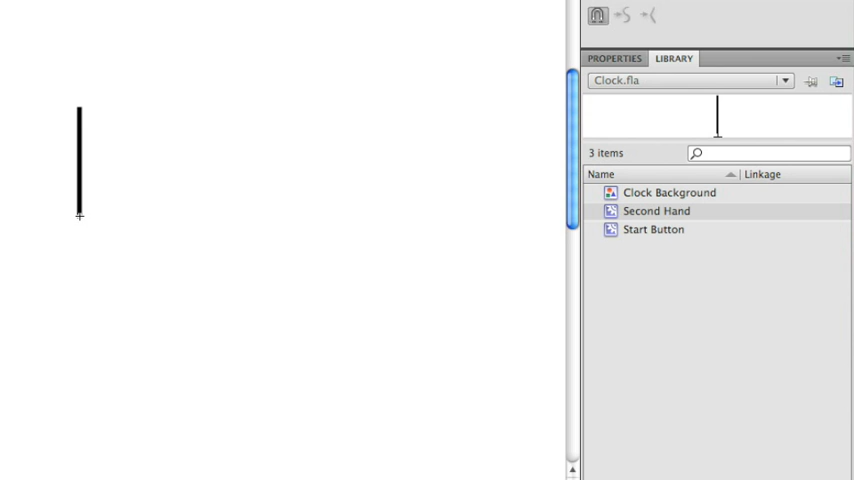 PROPERTIES LIBRARY
Clock.fla
3 items
Name Linkage
Clock Background
Second Hand
Start Button